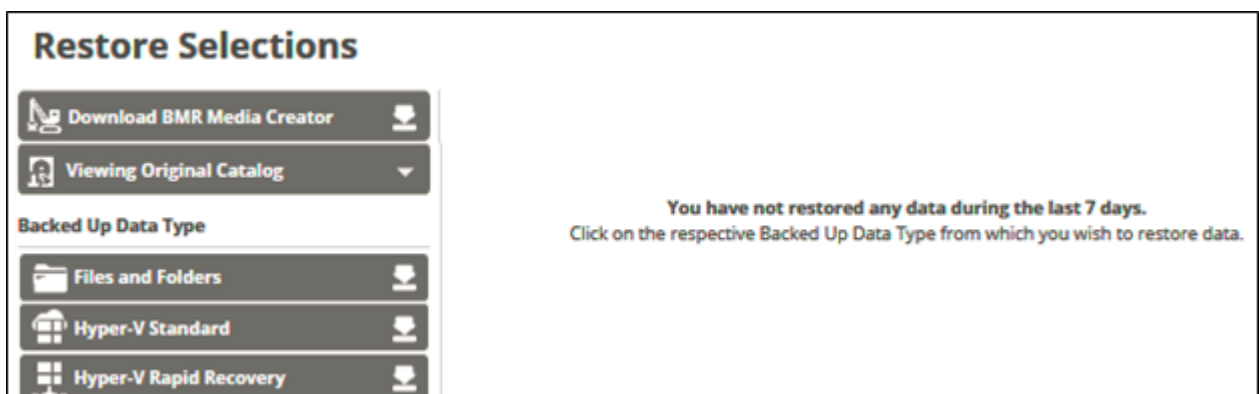 Restore Selections
Download BMR Media Creator
Viewing Original Catalog
Backed Up Data Type
Files and Folders
Hyper-V Standard
Hyper-V Rapid Recovery
You have not restored any data during the last 7 days.
Click on the respective Backed Up Data Type from which you wish to restore data.